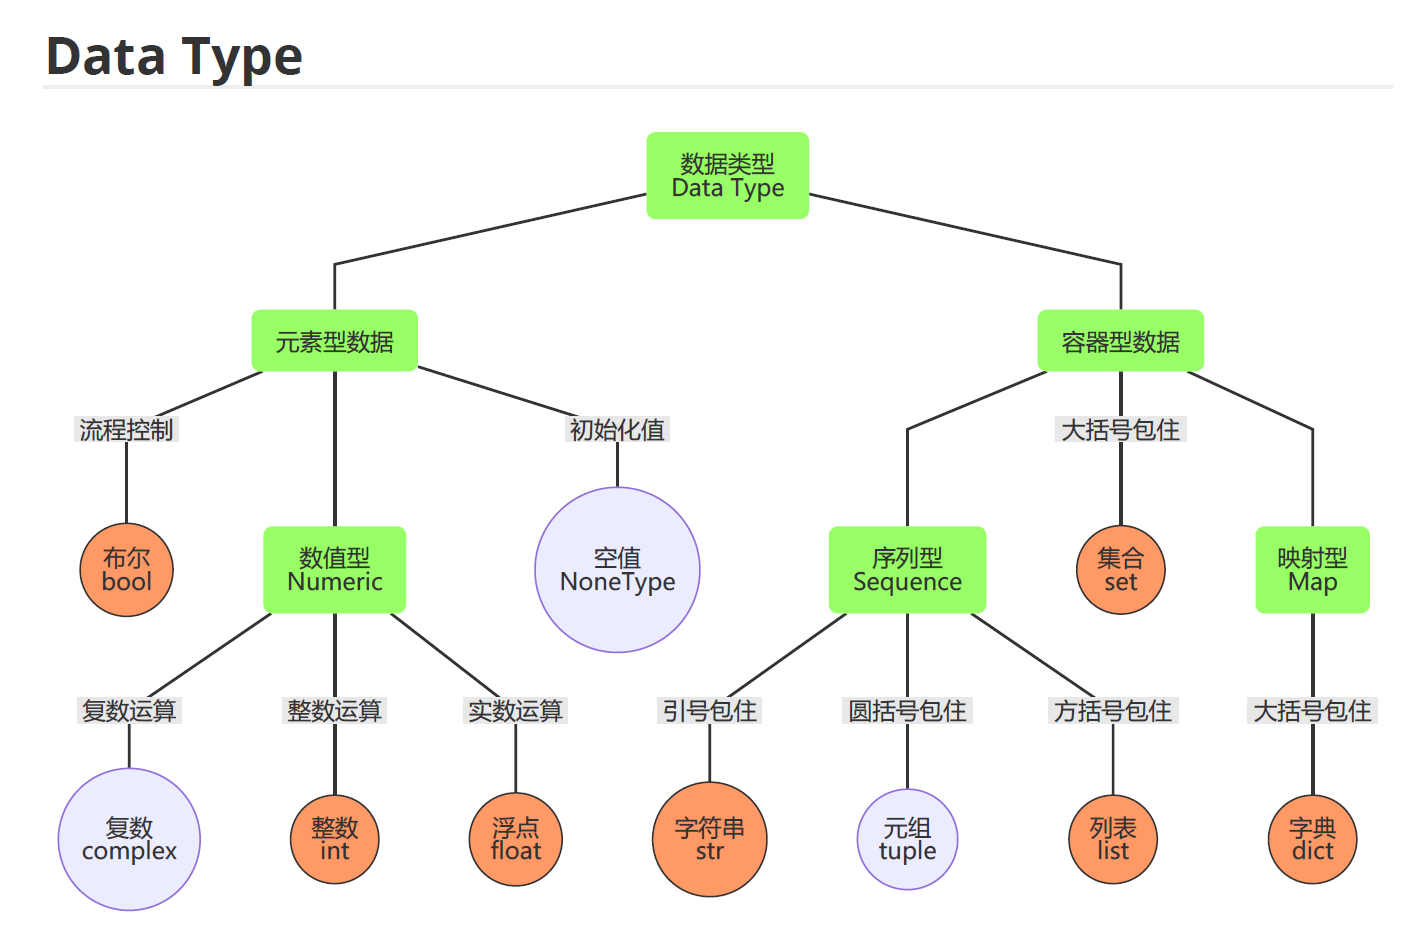 Data Type
数据类型
Data Type
元素型数据
容器型数据
流程控制
初始化值
大括号包住
布尔
bool
数值型
Numeric
空值
NoneType
序列型
Sequence
集合
set
映射型
Map
复数运算
整数运算
实数运算
引号包住
圆括号包住
方括号包住
大括号包住
复数
complex
整数
int
浮点
float
字符串
str
元组
tuple
列表
list
字典
dict